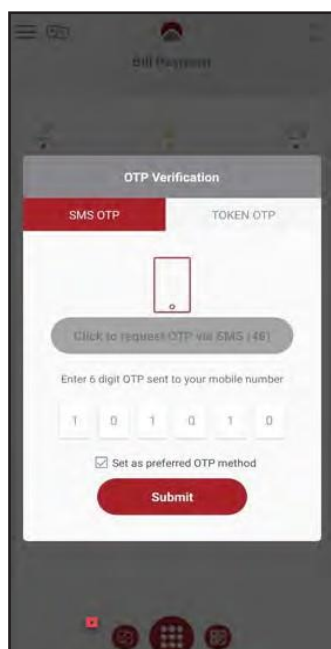 Bill Payment
OTP Verification
SMS OTP
TOKEN OTP
Click to request OTP via SMS (46)
Enter 6 digit OTP sent to your mobile number
1 0 1 0 1 0
Set as preferred OTP method
Submit